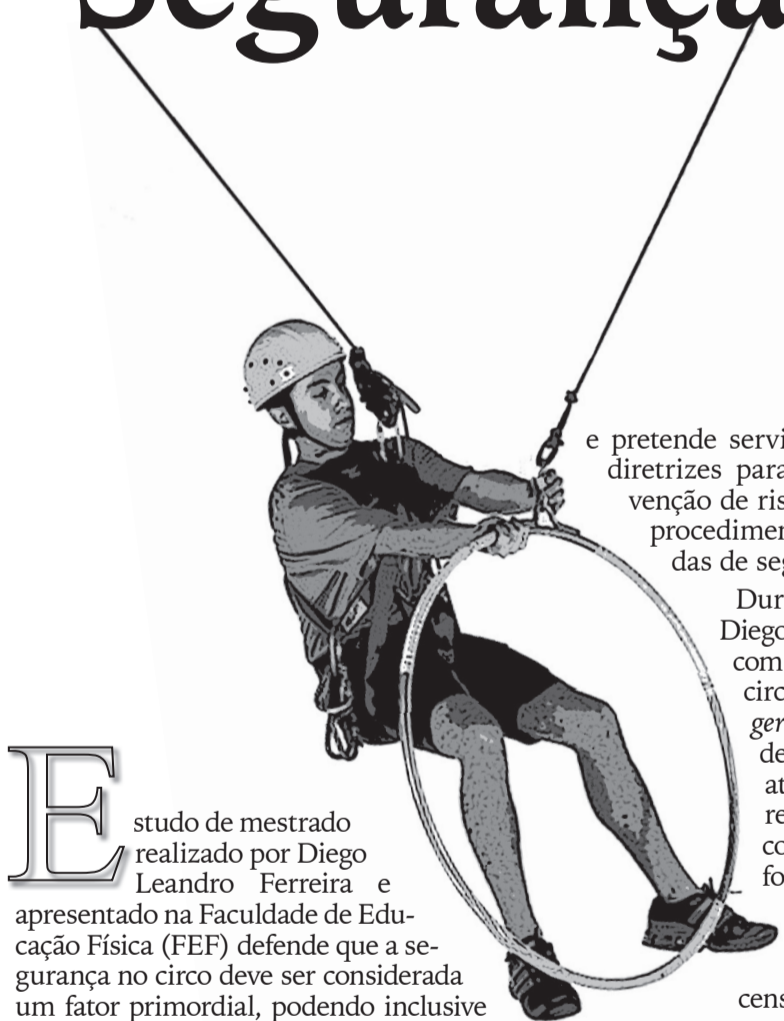 Segurança
Estudo de mestrado
realizado por Diego
Leandro Ferreira e
apresentado na Faculdade de Edu-
cação Física (FEF) defende que a se-
gurança no circo deve ser considerada
um fator primordial, podendo inclusive
e pretende servi
diretrizes para
venção de ris
procedimen
das de seg
Dur
Diego
com
circ
ger
de
at
re
co
fo
cens